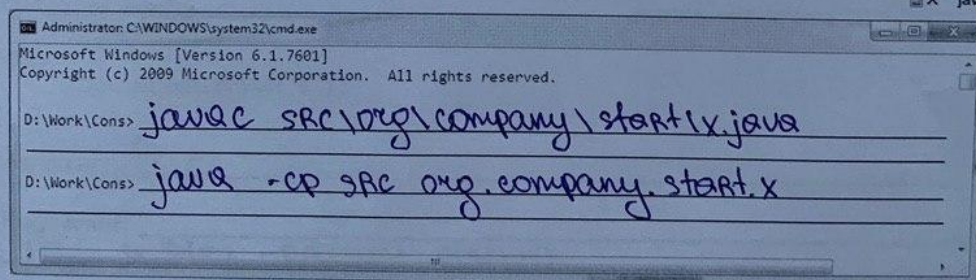 Administrator: C:\WINDOWS\system32\cmd.exe
Microsoft Windows [Version 6.1.7601]
Copyright (c) 2009 Microsoft Corporation. All rights reserved.
D:\Work\Cons> javac src\org\company\start\x.java
D:\Work\Cons> java -cp src org.company.start.x